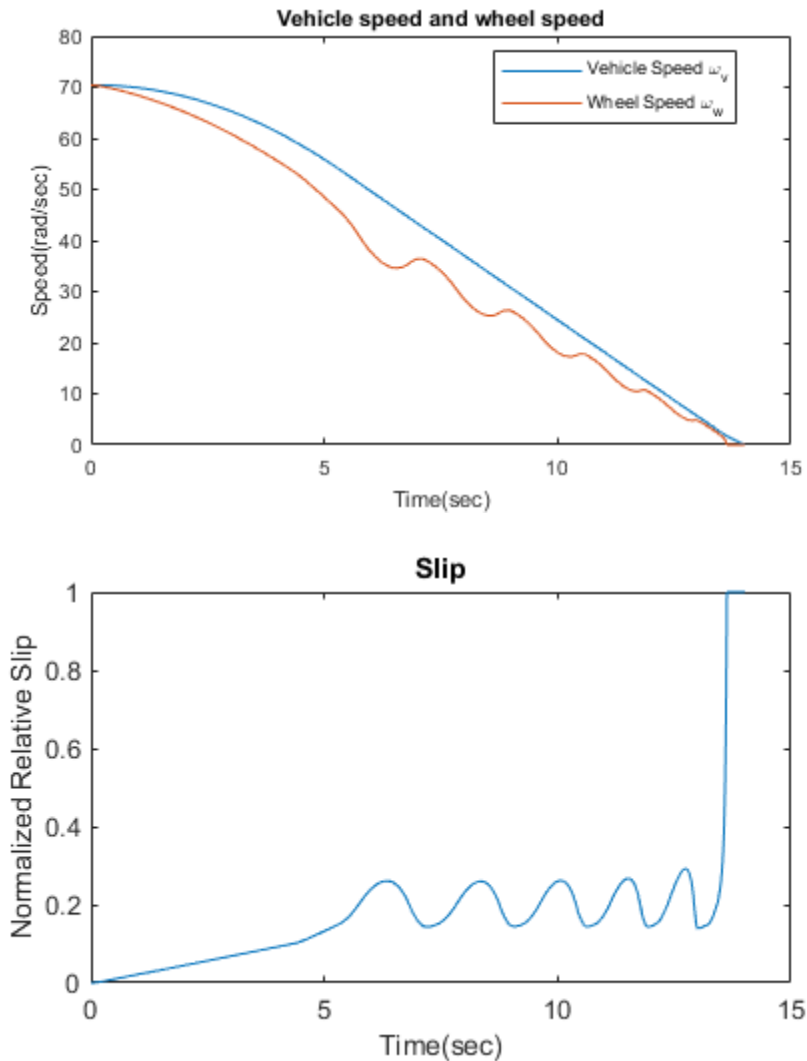 Vehicle speed and wheel speed
80
70
60
50
40
30
20
10
0
Speed(rad/sec)
Vehicle Speed ω_v
Wheel Speed ω_w
0 5 10 15
Time(sec)
Slip
1
0.8
0.6
0.4
0.2
0
Normalized Relative Slip
0 5 10 15
Time(sec)